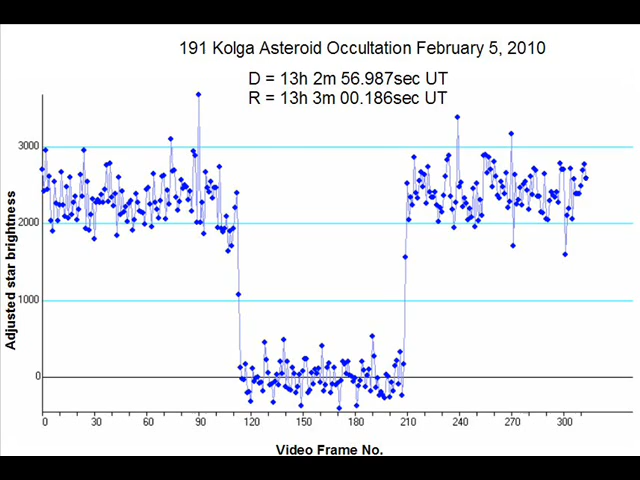 191 Kolga Asteroid Occultation February 5, 2010
D = 13h 2m 56.987sec UT
R = 13h 3m 00.186sec UT
Adjusted star brightness
3000
2000
1000
0
0 30 60 90 120 150 180 210 240 270 300
Video Frame No.